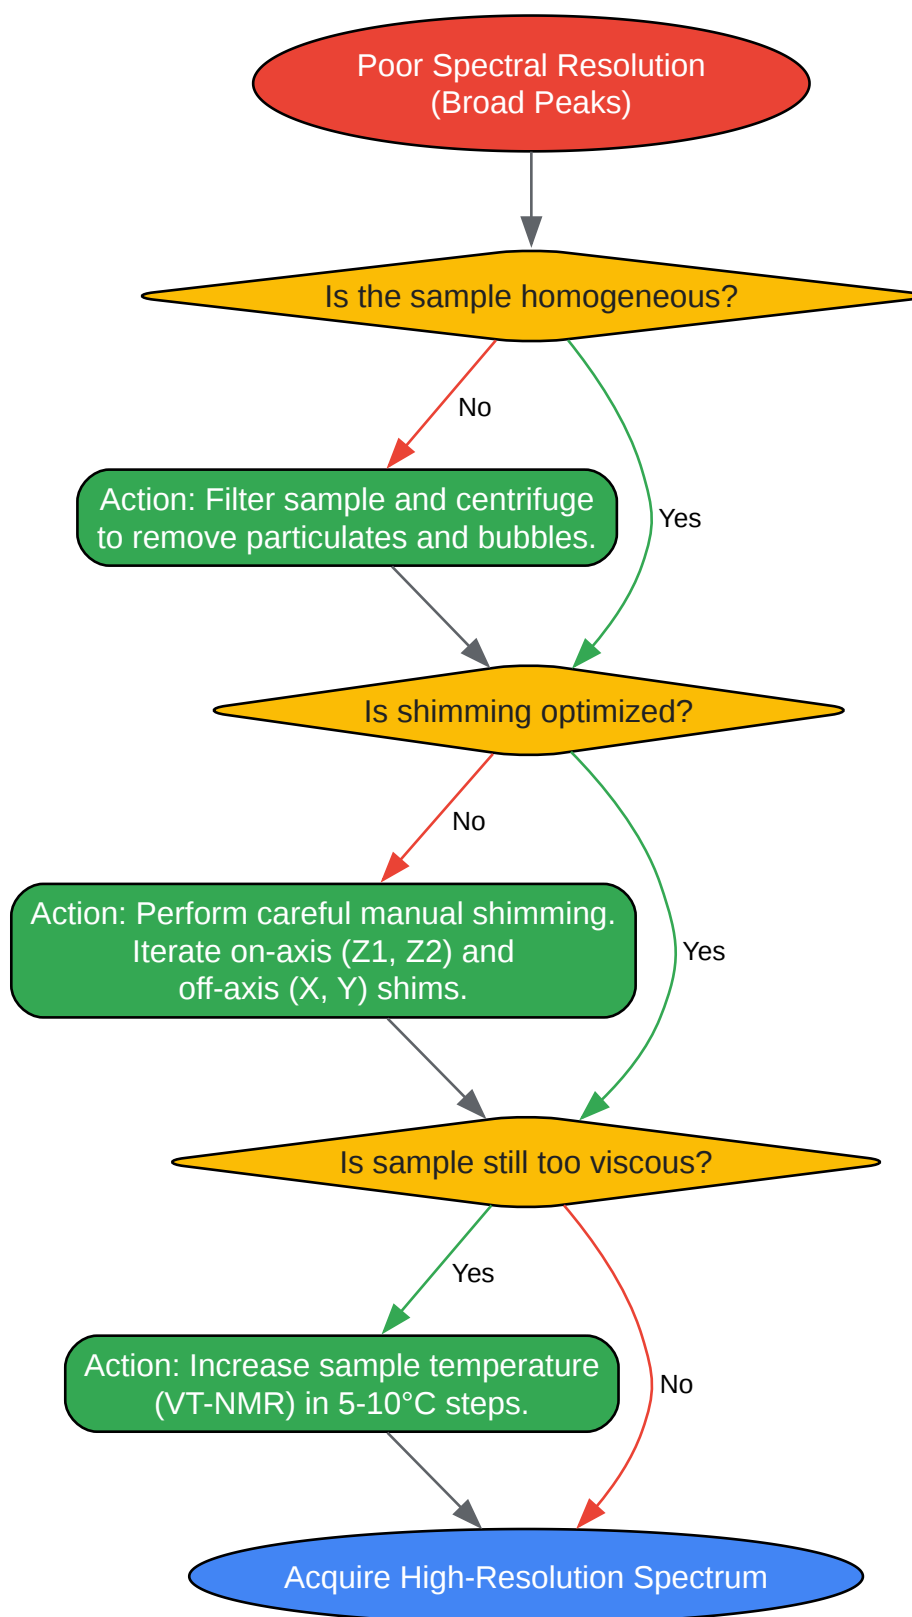 Poor Spectral Resolution
(Broad Peaks)
Is the sample homogeneous?
No
Action: Filter sample and centrifuge
to remove particulates and bubbles.
Yes
Is shimming optimized?
No
Action: Perform careful manual shimming.
Iterate on-axis (Z1, Z2) and
off-axis (X, Y) shims.
Yes
Is sample still too viscous?
Yes
Action: Increase sample temperature
(VT-NMR) in 5-10°C steps.
No
Acquire High-Resolution Spectrum